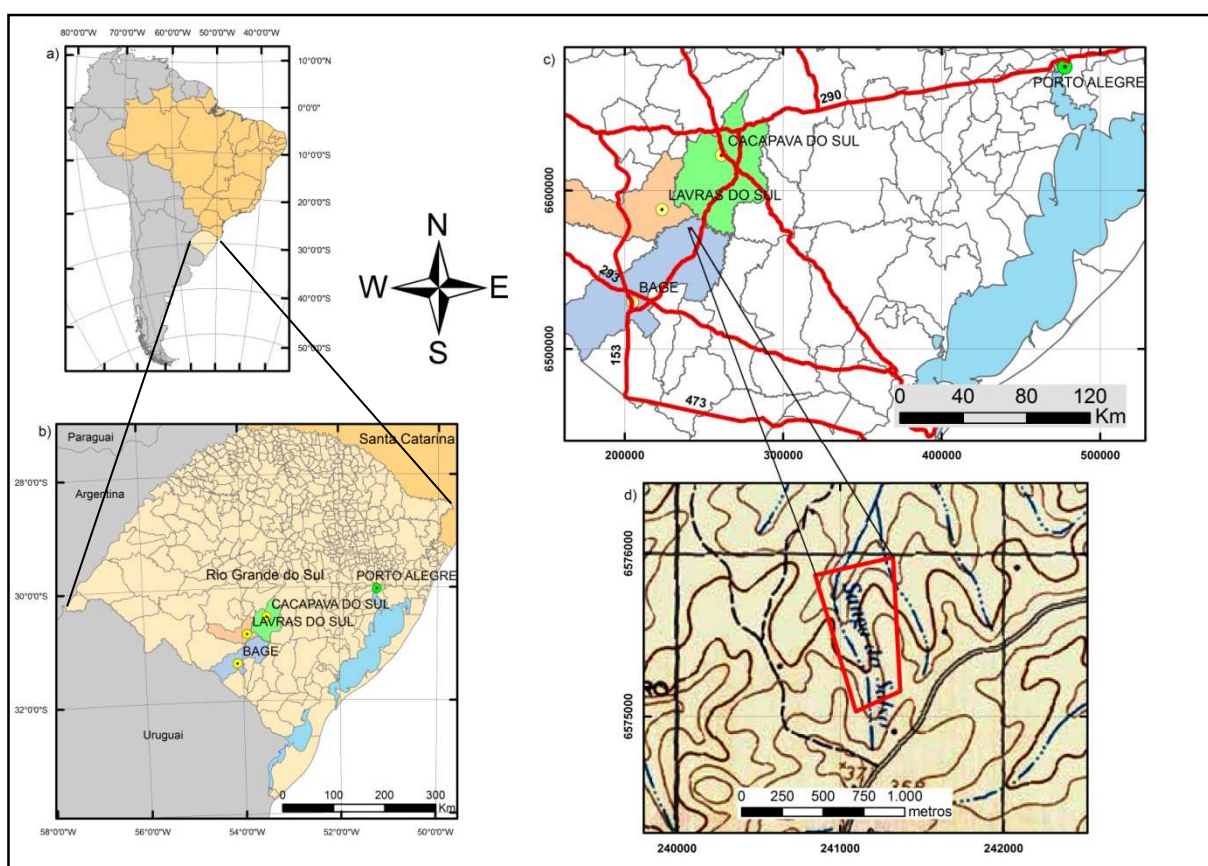 a)
80°0'0"W 70°0'0"W 60°0'0"W 50°0'0"W 40°0'0"W
10°0'0"N
0°0'0"
10°0'0"S
20°0'0"S
30°0'0"S
40°0'0"S
50°0'0"S
N
W E
S
b)
Paraguai
Santa Catarina
Argentina
Rio Grande do Sul
PORTO ALEGRE
CACAPAVA DO SUL
LAVRAS DO SUL
BAGE
Uruguai
28°0'0"S
30°0'0"S
32°0'0"S
0 100 200 300
Km
58°0'0"W 56°0'0"W 54°0'0"W 52°0'0"W 50°0'0"W
c)
290
PORTO ALEGRE
CACAPAVA DO SUL
LAVRAS DO SUL
293
BAGE
153
473
6600000
6500000
0 40 80 120
Km
200000 300000 400000 500000
d)
6576000
6575000
Sanga do Salso
RO
×37
358
0 250 500 750 1.000
metros
240000 241000 242000